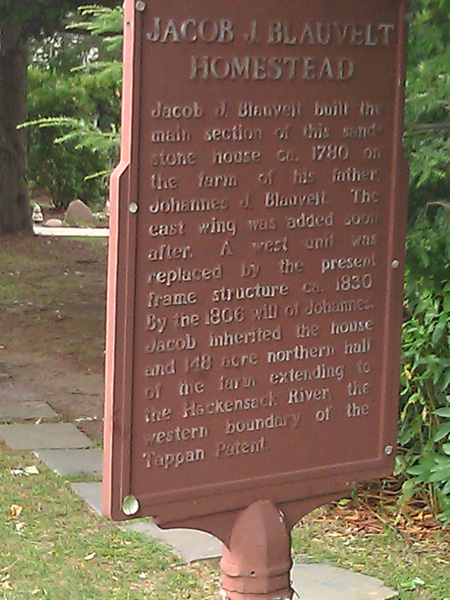 JACOB J. BLAUVELT
HOMESTEAD
Jacob J. Blauvelt built the
main section of this sand-
stone house ca. 1780 on
the farm of his father,
Johannes J. Blauvelt. The
east wing was added soon
after. A west unit was
replaced by the present
frame structure ca. 1830.
By the 1806 will of Johannes,
Jacob inherited the house
and 148 acre northern half
of the farm extending to
the Hackensack River, the
western boundary of the
Tappan Patent.